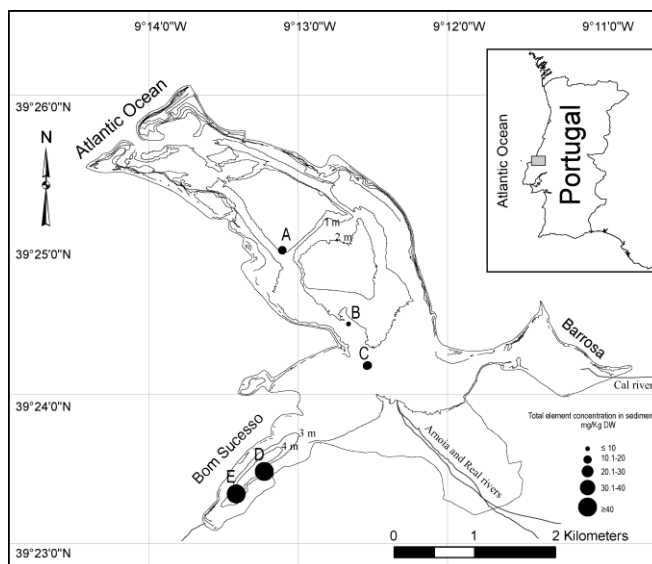 9°14'0"W
9°13'0"W
9°12'0"W
9°11'0"W
39°26'0"N
39°25'0"N
39°24'0"N
39°23'0"N
Atlantic Ocean
N
A
1 m
2 m
B
C
Atlantic Ocean
Portugal
Barrosa
Cal river
Bom Sucesso
3 m
4 m
D
E
Arnoia and Real rivers
Total element concentration in sediment
mg/Kg DW
≤ 10
10.1-20
20.1-30
30.1-40
≥40
0 1 2 Kilometers